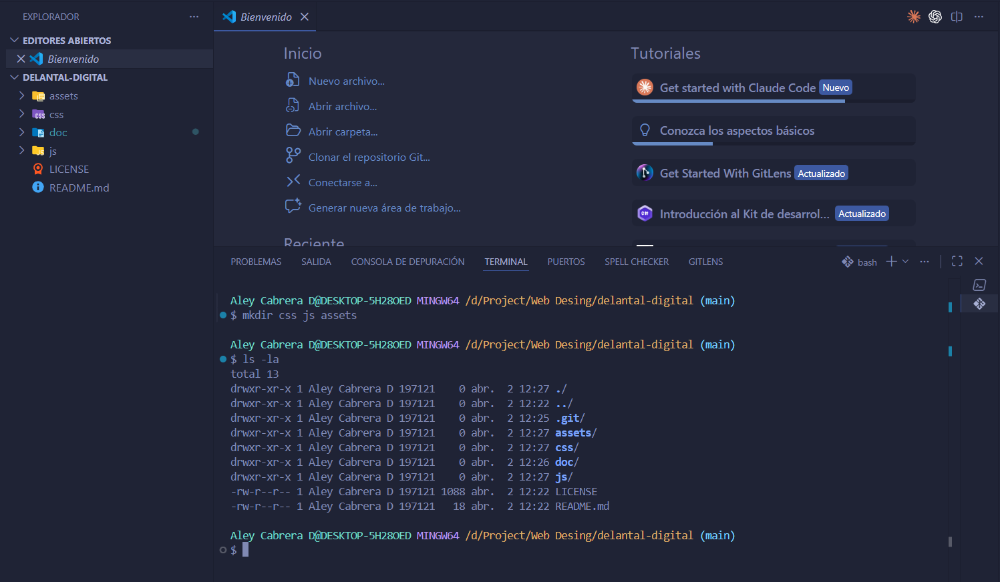 EXPLORADOR
EDITORES ABIERTOS
Bienvenido
DELANTAL-DIGITAL
assets
css
doc
js
LICENSE
README.md
Bienvenido
Inicio
Nuevo archivo...
Abrir archivo...
Abrir carpeta...
Clonar el repositorio Git...
Conectarse a...
Generar nueva área de trabajo...
Reciente
Tutoriales
Get started with Claude Code Nuevo
Conozca los aspectos básicos
Get Started With GitLens Actualizado
Introducción al Kit de desarrol... Actualizado
PROBLEMAS SALIDA CONSOLA DE DEPURACIÓN TERMINAL PUERTOS SPELL CHECKER GITLENS bash
Aley Cabrera D@DESKTOP-5H28OED MINGW64 /d/Project/Web Desing/delantal-digital (main)
$ mkdir css js assets
Aley Cabrera D@DESKTOP-5H28OED MINGW64 /d/Project/Web Desing/delantal-digital (main)
$ ls -la
total 13
drwxr-xr-x 1 Aley Cabrera D 197121    0 abr.  2 12:27 ./
drwxr-xr-x 1 Aley Cabrera D 197121    0 abr.  2 12:22 ../
drwxr-xr-x 1 Aley Cabrera D 197121    0 abr.  2 12:25 .git/
drwxr-xr-x 1 Aley Cabrera D 197121    0 abr.  2 12:27 assets/
drwxr-xr-x 1 Aley Cabrera D 197121    0 abr.  2 12:27 css/
drwxr-xr-x 1 Aley Cabrera D 197121    0 abr.  2 12:26 doc/
drwxr-xr-x 1 Aley Cabrera D 197121    0 abr.  2 12:27 js/
-rw-r--r-- 1 Aley Cabrera D 197121 1088 abr.  2 12:22 LICENSE
-rw-r--r-- 1 Aley Cabrera D 197121   18 abr.  2 12:22 README.md
Aley Cabrera D@DESKTOP-5H28OED MINGW64 /d/Project/Web Desing/delantal-digital (main)
$